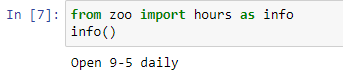 In [7]: from zoo import hours as info
info()
Open 9-5 daily